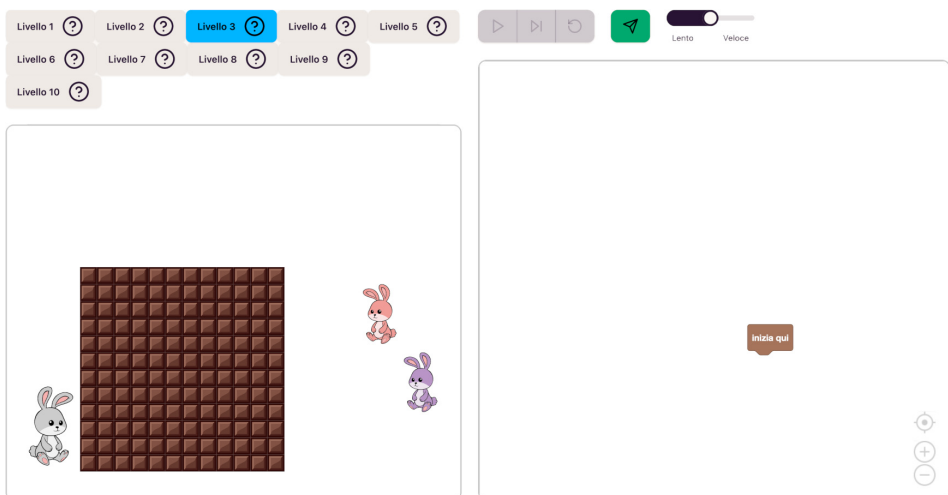 Livello 1 ? Livello 2 ? Livello 3 ? Livello 4 ? Livello 5 ?
Livello 6 ? Livello 7 ? Livello 8 ? Livello 9 ?
Livello 10 ?
Lento Veloce
inizia qui